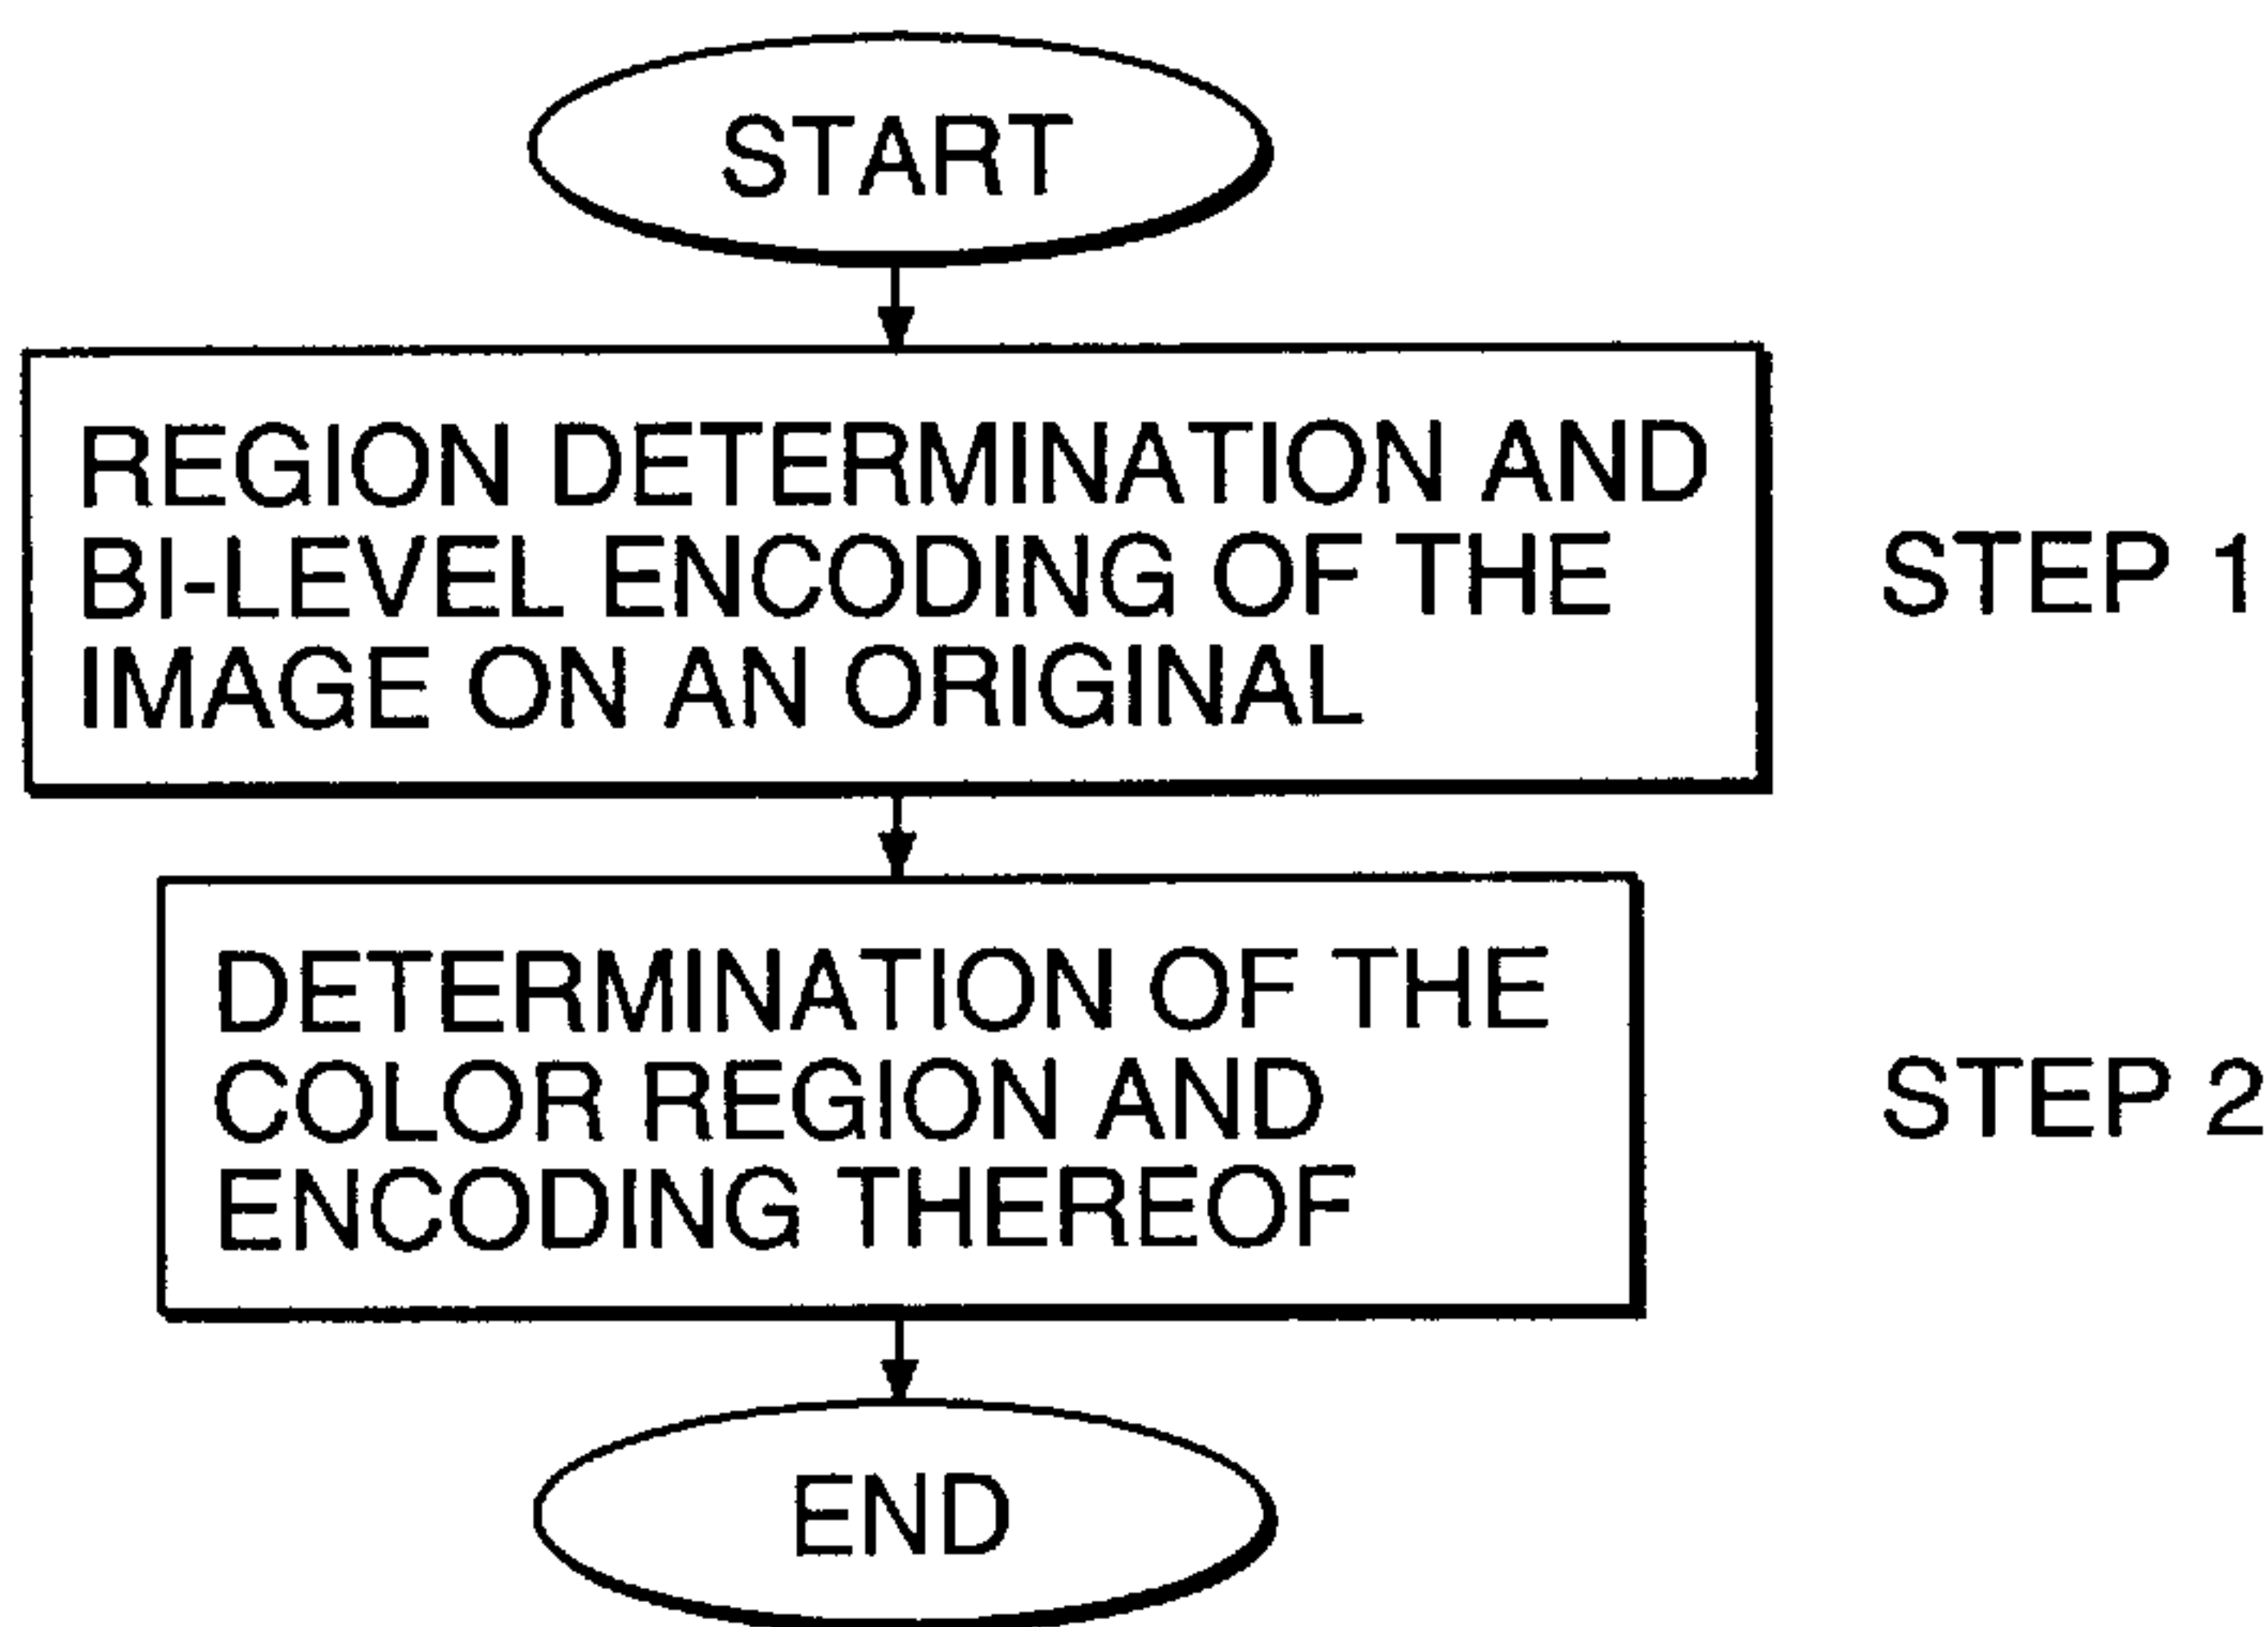 START
REGION DETERMINATION AND
BI-LEVEL ENCODING OF THE
IMAGE ON AN ORIGINAL
STEP 1
DETERMINATION OF THE
COLOR REGION AND
ENCODING THEREOF
STEP 2
END